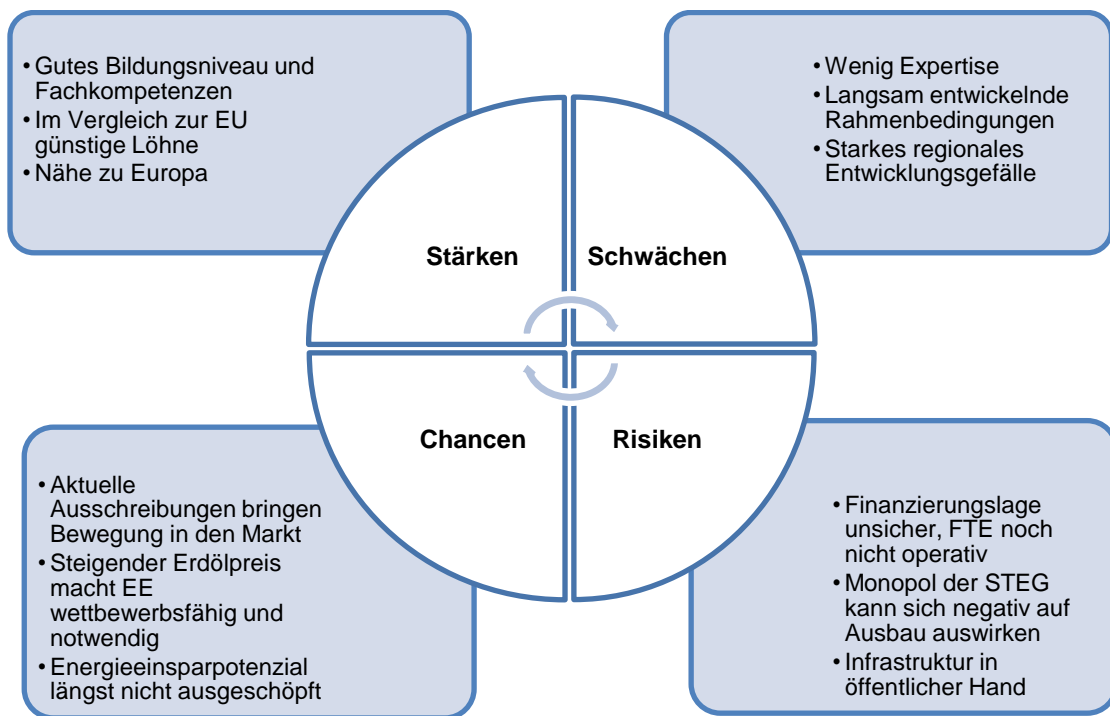 • Gutes Bildungsniveau und
Fachkompetenzen
• Im Vergleich zur EU
günstige Löhne
• Nähe zu Europa
• Wenig Expertise
• Langsam entwickelnde
Rahmenbedingungen
• Starkes regionales
Entwicklungsgefälle
Stärken
Schwächen
Chancen
Risiken
• Aktuelle
Ausschreibungen bringen
Bewegung in den Markt
• Steigender Erdölpreis
macht EE
wettbewerbsfähig und
notwendig
• Energieeinsparpotenzial
längst nicht ausgeschöpft
• Finanzierungslage
unsicher, FTE noch
nicht operativ
• Monopol der STEG
kann sich negativ auf
Ausbau auswirken
• Infrastruktur in
öffentlicher Hand